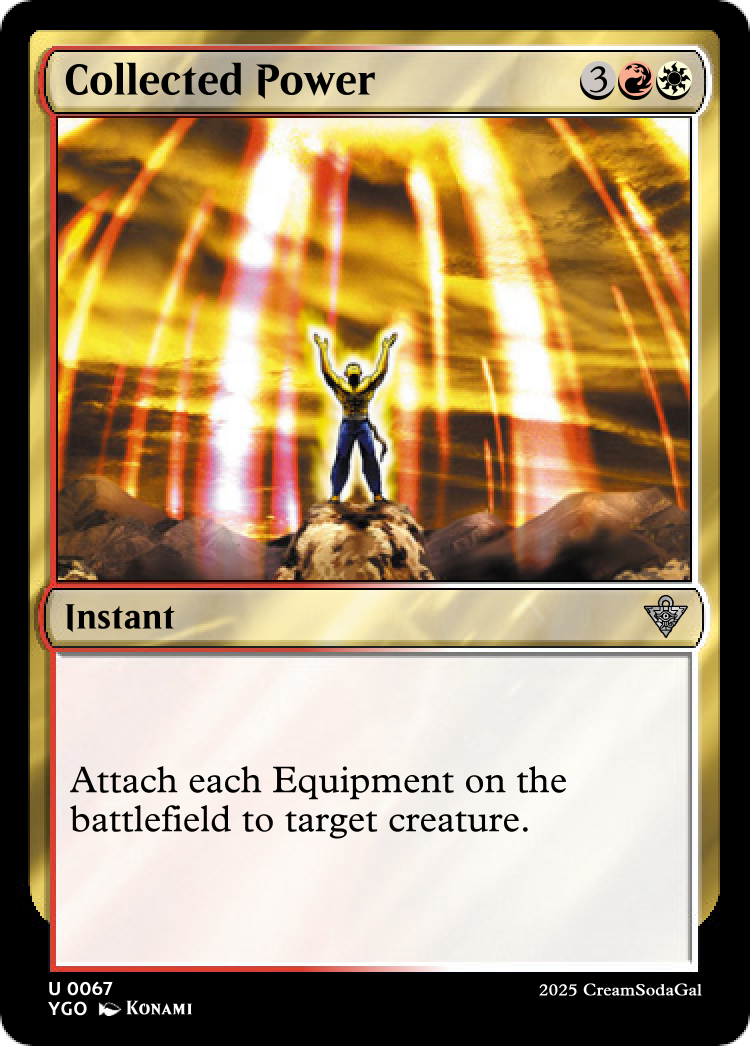 Collected Power 3
Instant
Attach each Equipment on the
battlefield to target creature.
U 0067
2025 CreamSodaGal
YGO KONAMI